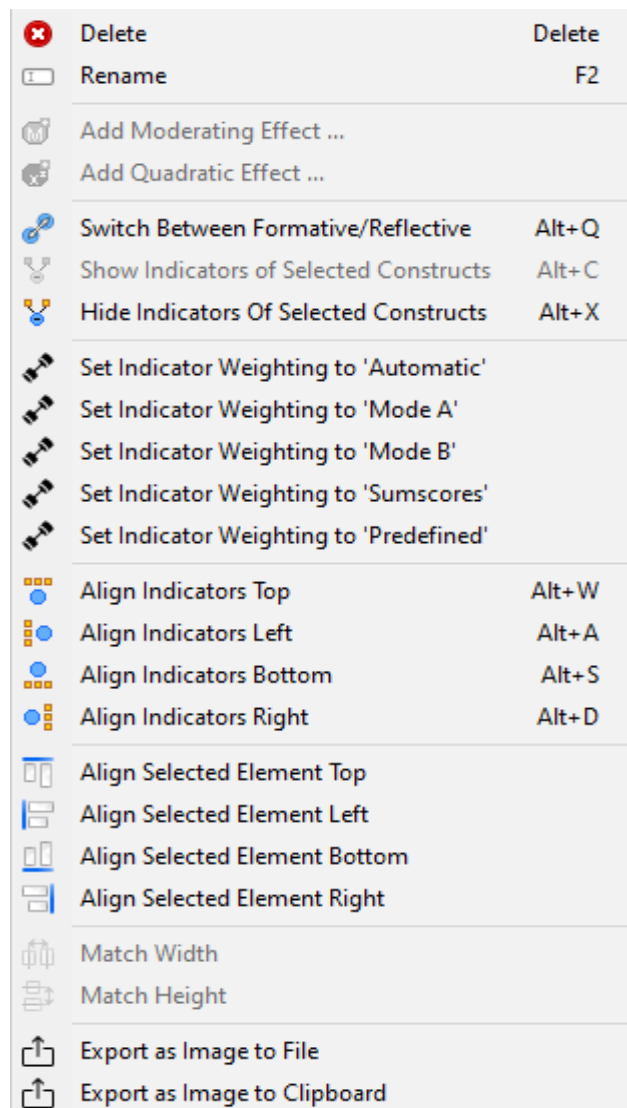 Delete Delete
Rename F2
Add Moderating Effect ...
Add Quadratic Effect ...
Switch Between Formative/Reflective Alt+Q
Show Indicators of Selected Constructs Alt+C
Hide Indicators Of Selected Constructs Alt+X
Set Indicator Weighting to 'Automatic'
Set Indicator Weighting to 'Mode A'
Set Indicator Weighting to 'Mode B'
Set Indicator Weighting to 'Sumscores'
Set Indicator Weighting to 'Predefined'
Align Indicators Top Alt+W
Align Indicators Left Alt+A
Align Indicators Bottom Alt+S
Align Indicators Right Alt+D
Align Selected Element Top
Align Selected Element Left
Align Selected Element Bottom
Align Selected Element Right
Match Width
Match Height
Export as Image to File
Export as Image to Clipboard